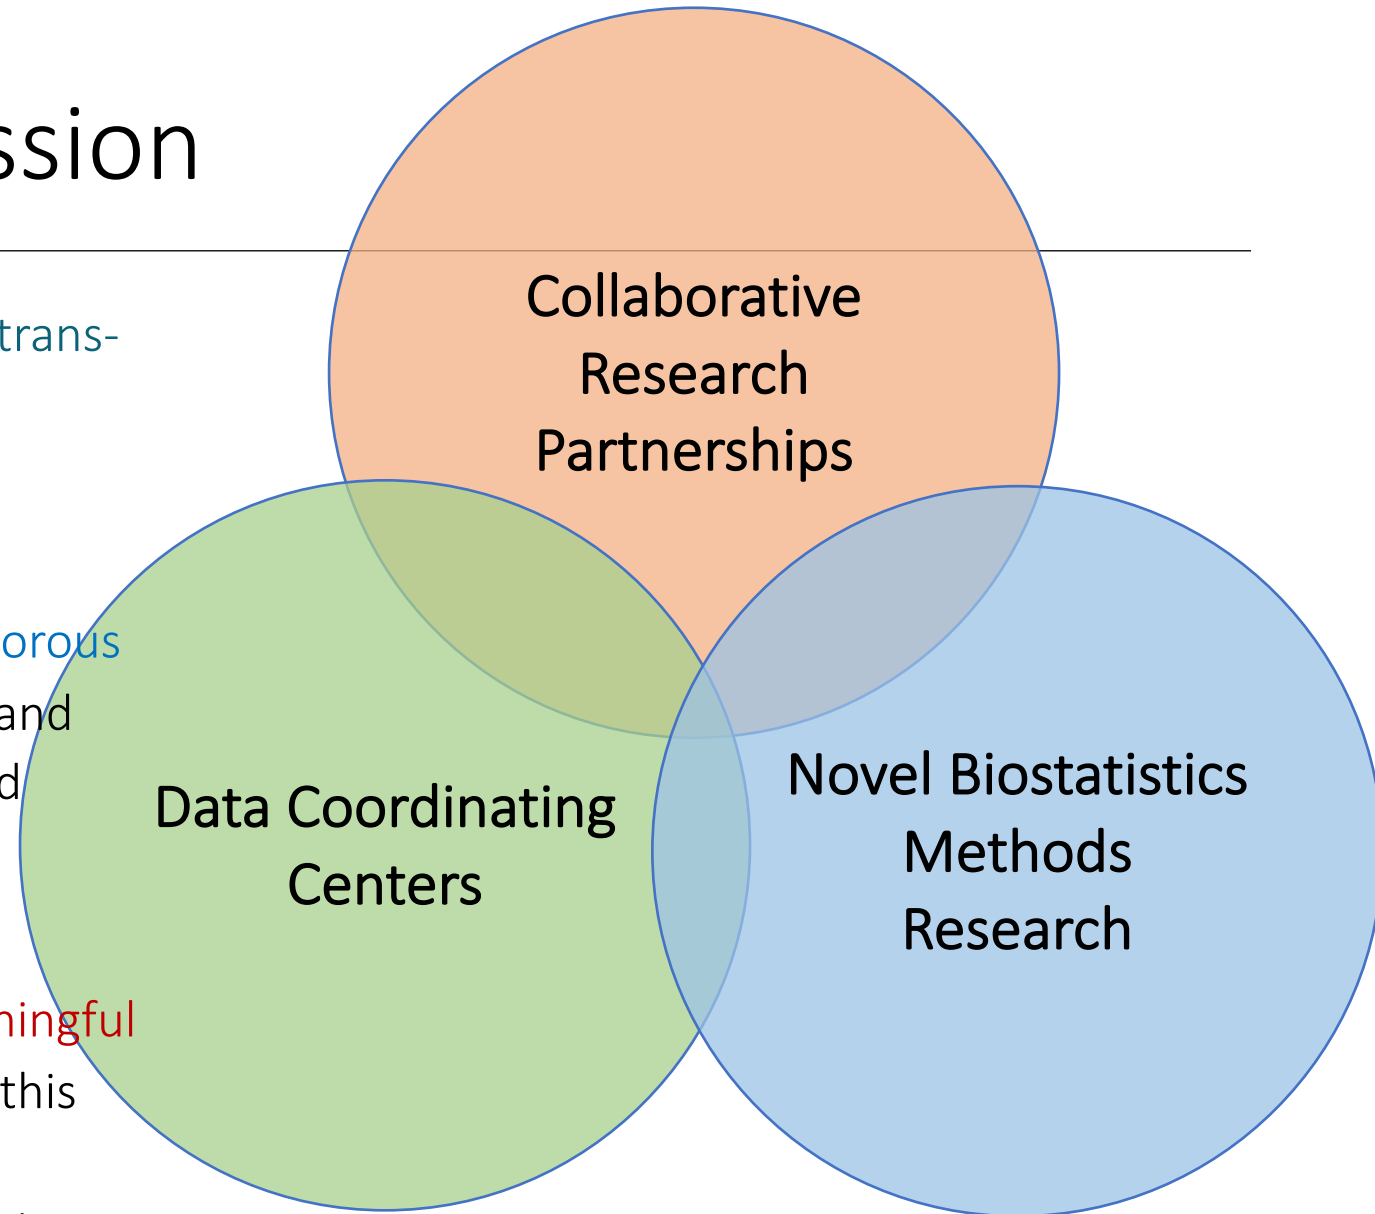 ssion
trans-
orous
and
d
ningful
this
Collaborative
Research
Partnerships
Data Coordinating
Centers
Novel Biostatistics
Methods
Research